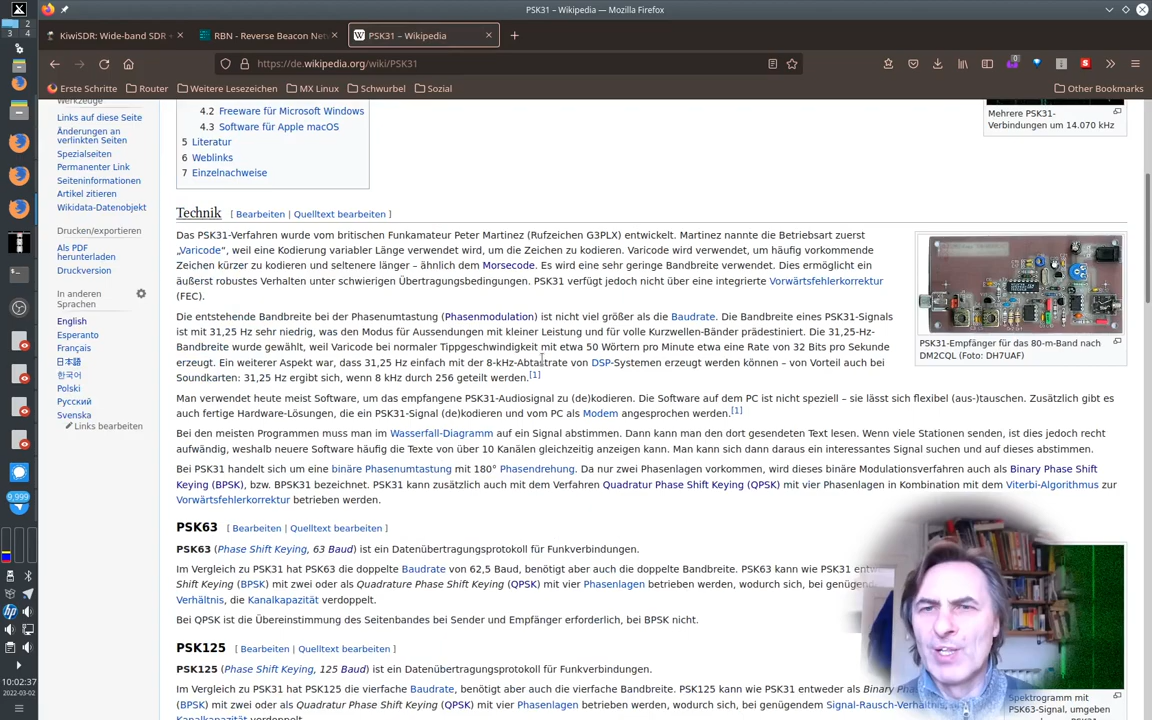 PSK31 – Wikipedia — Mozilla Firefox
KiwiSDR: Wide-band SDR
RBN - Reverse Beacon Net
PSK31 – Wikipedia
https://de.wikipedia.org/wiki/PSK31
Erste Schritte
Router
Weitere Lesezeichen
MX Linux
Schwurbel
Sozial
Other Bookmarks
2
3 4
0
S
9,999
hp
10:02:37
2022-03-02
Werkzeuge
Links auf diese Seite
Änderungen an
verlinkten Seiten
Spezialseiten
Permanenter Link
Seiteninformationen
Artikel zitieren
Wikidata-Datenobjekt
Drucken/exportieren
Als PDF
herunterladen
Druckversion
In anderen
Sprachen
English
Esperanto
Français
日本語
한국어
Polski
Русский
Svenska
Links bearbeiten
4.2 Freeware für Microsoft Windows
4.3 Software für Apple macOS
5 Literatur
6 Weblinks
7 Einzelnachweise
Mehrere PSK31-
Verbindungen um 14.070 kHz
Technik [ Bearbeiten | Quelltext bearbeiten ]
Das PSK31-Verfahren wurde vom britischen Funkamateur Peter Martinez (Rufzeichen G3PLX) entwickelt. Martinez nannte die Betriebsart zuerst
„Varicode“, weil eine Kodierung variabler Länge verwendet wird, um die Zeichen zu kodieren. Varicode wird verwendet, um häufig vorkommende
Zeichen kürzer zu kodieren und seltenere länger – ähnlich dem Morsecode. Es wird eine sehr geringe Bandbreite verwendet. Dies ermöglicht ein
äußerst robustes Verhalten unter schwierigen Übertragungsbedingungen. PSK31 verfügt jedoch nicht über eine integrierte Vorwärtsfehlerkorrektur
(FEC).
Die entstehende Bandbreite bei der Phasenumtastung (Phasenmodulation) ist nicht viel größer als die Baudrate. Die Bandbreite eines PSK31-Signals
ist mit 31,25 Hz sehr niedrig, was den Modus für Aussendungen mit kleiner Leistung und für volle Kurzwellen-Bänder prädestiniert. Die 31,25-Hz-
Bandbreite wurde gewählt, weil Varicode bei normaler Tippgeschwindigkeit mit etwa 50 Wörtern pro Minute etwa eine Rate von 32 Bits pro Sekunde
erzeugt. Ein weiterer Aspekt war, dass 31,25 Hz einfach mit der 8-kHz-Abtastrate von DSP-Systemen erzeugt werden können – von Vorteil auch bei
Soundkarten: 31,25 Hz ergibt sich, wenn 8 kHz durch 256 geteilt werden.[1]
PSK31-Empfänger für das 80-m-Band nach
DM2CQL (Foto: DH7UAF)
Man verwendet heute meist Software, um das empfangene PSK31-Audiosignal zu (de)kodieren. Die Software auf dem PC ist nicht speziell – sie lässt sich flexibel (aus-)tauschen. Zusätzlich gibt es
auch fertige Hardware-Lösungen, die ein PSK31-Signal (de)kodieren und vom PC als Modem angesprochen werden.[1]
Bei den meisten Programmen muss man im Wasserfall-Diagramm auf ein Signal abstimmen. Dann kann man den dort gesendeten Text lesen. Wenn viele Stationen senden, ist dies jedoch recht
aufwändig, weshalb neuere Software häufig die Texte von über 10 Kanälen gleichzeitig anzeigen kann. Man kann sich dann daraus ein interessantes Signal suchen und auf dieses abstimmen.
Bei PSK31 handelt sich um eine binäre Phasenumtastung mit 180° Phasendrehung. Da nur zwei Phasenlagen vorkommen, wird dieses binäre Modulationsverfahren auch als Binary Phase Shift
Keying (BPSK), bzw. BPSK31 bezeichnet. PSK31 kann zusätzlich auch mit dem Verfahren Quadratur Phase Shift Keying (QPSK) mit vier Phasenlagen in Kombination mit dem Viterbi-Algorithmus zur
Vorwärtsfehlerkorrektur betrieben werden.
PSK63 [ Bearbeiten | Quelltext bearbeiten ]
PSK63 (Phase Shift Keying, 63 Baud) ist ein Datenübertragungsprotokoll für Funkverbindungen.
Im Vergleich zu PSK31 hat PSK63 die doppelte Baudrate von 62,5 Baud, benötigt aber auch die doppelte Bandbreite. PSK63 kann wie PSK31
Shift Keying (BPSK) mit zwei oder als Quadrature Phase Shift Keying (QPSK) mit vier Phasenlagen betrieben werden, wodurch sich, bei genügend
Verhältnis, die Kanalkapazität verdoppelt.
Bei QPSK ist die Übereinstimmung des Seitenbandes bei Sender und Empfänger erforderlich, bei BPSK nicht.
PSK125 [ Bearbeiten | Quelltext bearbeiten ]
PSK125 (Phase Shift Keying, 125 Baud) ist ein Datenübertragungsprotokoll für Funkverbindungen.
Im Vergleich zu PSK31 hat PSK125 die vierfache Baudrate, benötigt aber auch die vierfache Bandbreite. PSK125 kann wie PSK31 entweder als Binary
(BPSK) mit zwei oder als Quadratur Phase Shift Keying (QPSK) mit vier Phasenlagen betrieben werden, wodurch sich, bei genügendem Signal-Rausch-Verhältnis,
Kanalkapazität verdoppelt.
Spektrogramm mit
PSK63-Signal, umgeben